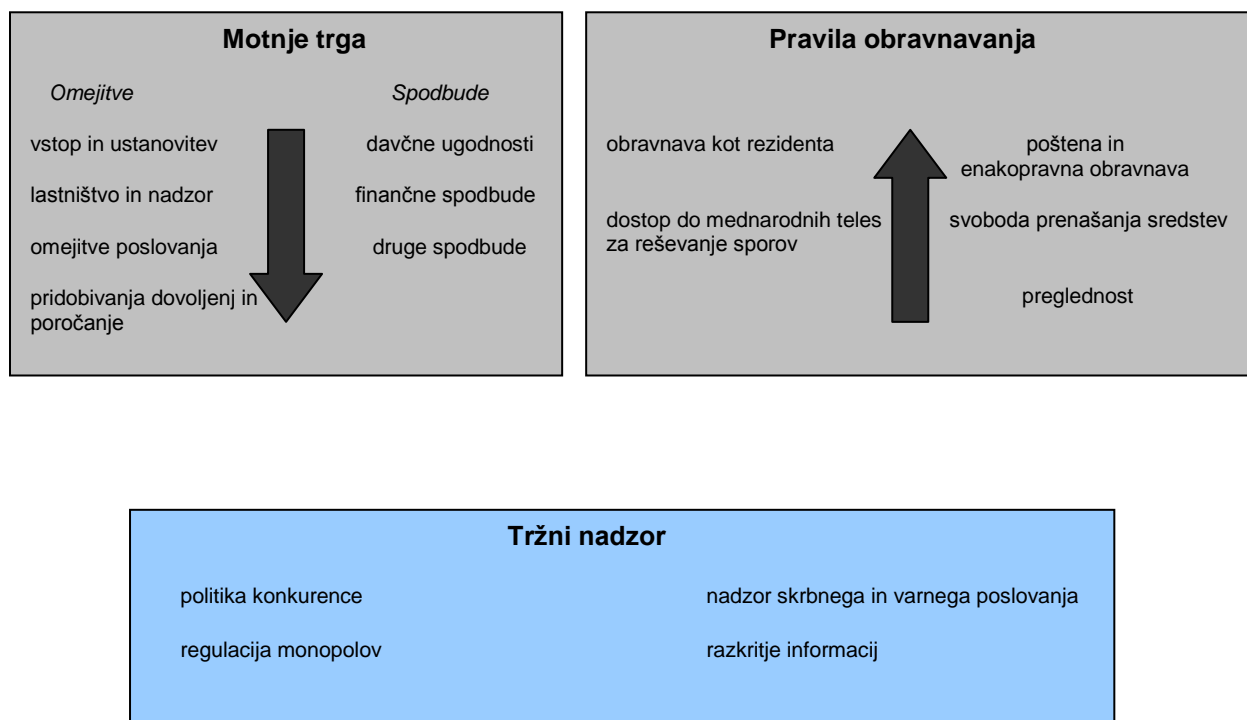 Motnje trga
Omejitve
Spodbude
vstop in ustanovitev
davčne ugodnosti
lastništvo in nadzor
finančne spodbude
omejitve poslovanja
druge spodbude
pridobivanja dovoljenj in
poročanje
Pravila obravnavanja
obravnava kot rezidenta
poštena in
enakopravna obravnava
dostop do mednarodnih teles
za reševanje sporov
svoboda prenašanja sredstev
preglednost
Tržni nadzor
politika konkurence
nadzor skrbnega in varnega poslovanja
regulacija monopolov
razkritje informacij